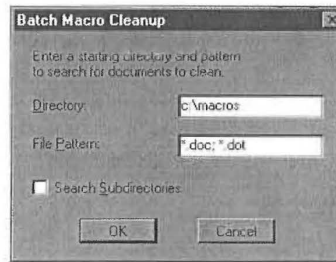 Batch Macro Cleanup
Enter a starting directory and pattern
to search for documents to clean.
Directory: c:\macros
File Pattern: *.doc; *.dot
Search Subdirectories
OK Cancel